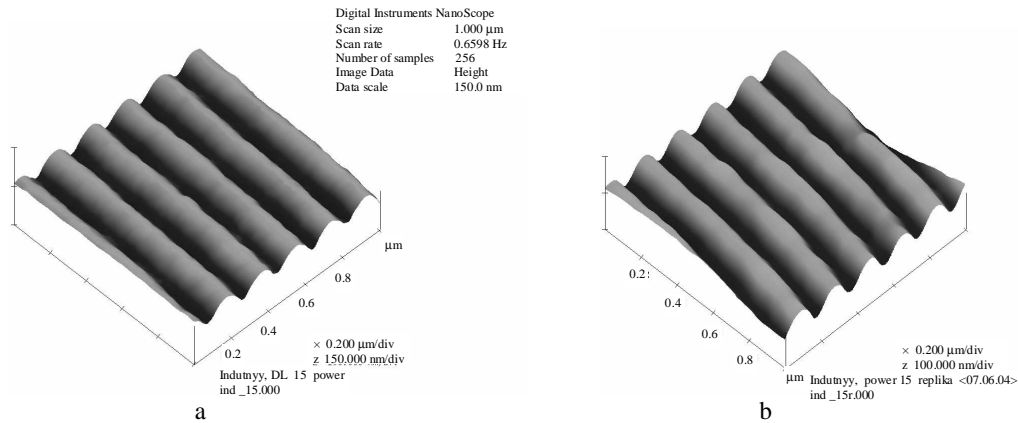 Digital Instruments NanoScope
Scan size 1.000 µm
Scan rate 0.6598 Hz
Number of samples 256
Image Data Height
Data scale 150.0 nm
µm
0.8
0.6
0.4
0.2
× 0.200 µm/div
z 150.000 nm/div
Indutnyy, DL 15 power
ind _15.000
a
0.2
0.4
0.6
0.8
µm
× 0.200 µm/div
z 100.000 nm/div
Indutnyy, power 15 replika <07.06.04>
ind _15r.000
b